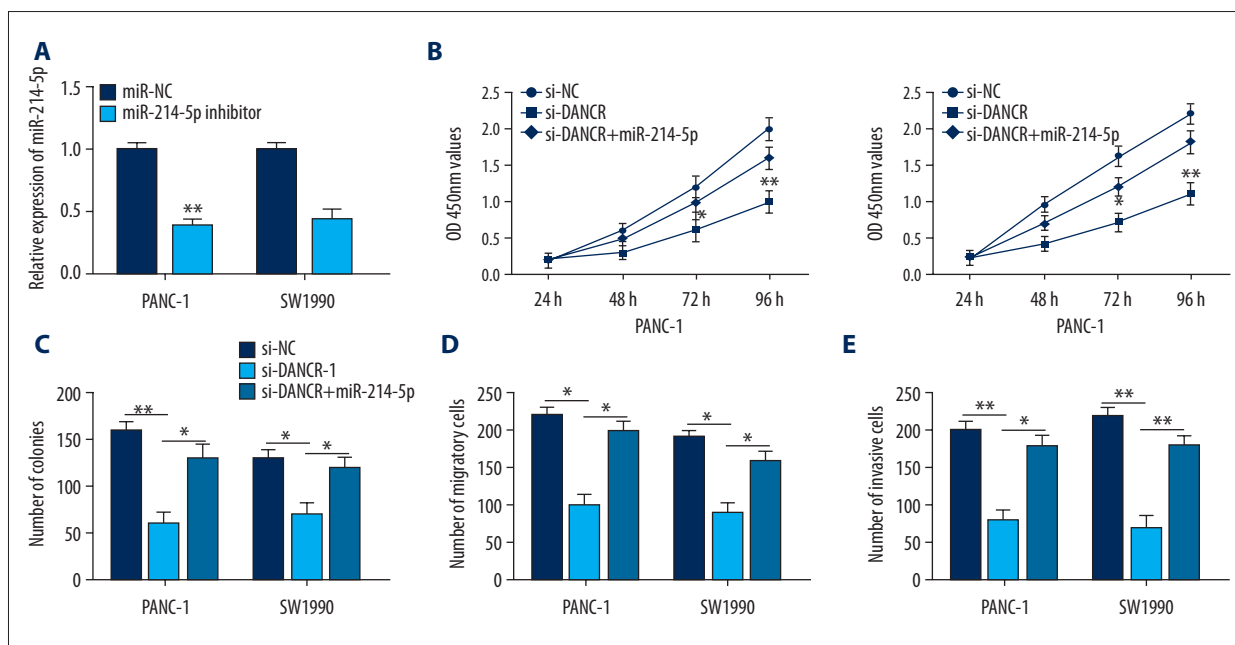 A
Relative expression of miR-214-5p
miR-NC
miR-214-5p inhibitor
1.5
1.0
0.5
0.0
**
PANC-1
SW1990
B
OD 450nm values
si-NC
si-DANCR
si-DANCR+miR-214-5p
2.5
2.0
1.5
1.0
0.5
0.0
*
**
24 h
48 h
72 h
96 h
PANC-1
OD 450nm values
si-NC
si-DANCR
si-DANCR+miR-214-5p
2.5
2.0
1.5
1.0
0.5
0.0
*
**
24 h
48 h
72 h
96 h
PANC-1
C
Number of colonies
si-NC
si-DANCR-1
si-DANCR+miR-214-5p
200
150
100
50
0
**
*
*
*
PANC-1
SW1990
D
Number of migratory cells
250
200
150
100
50
0
*
*
*
*
PANC-1
SW1990
E
Number of invasive cells
250
200
150
100
50
0
**
*
**
**
PANC-1
SW1990